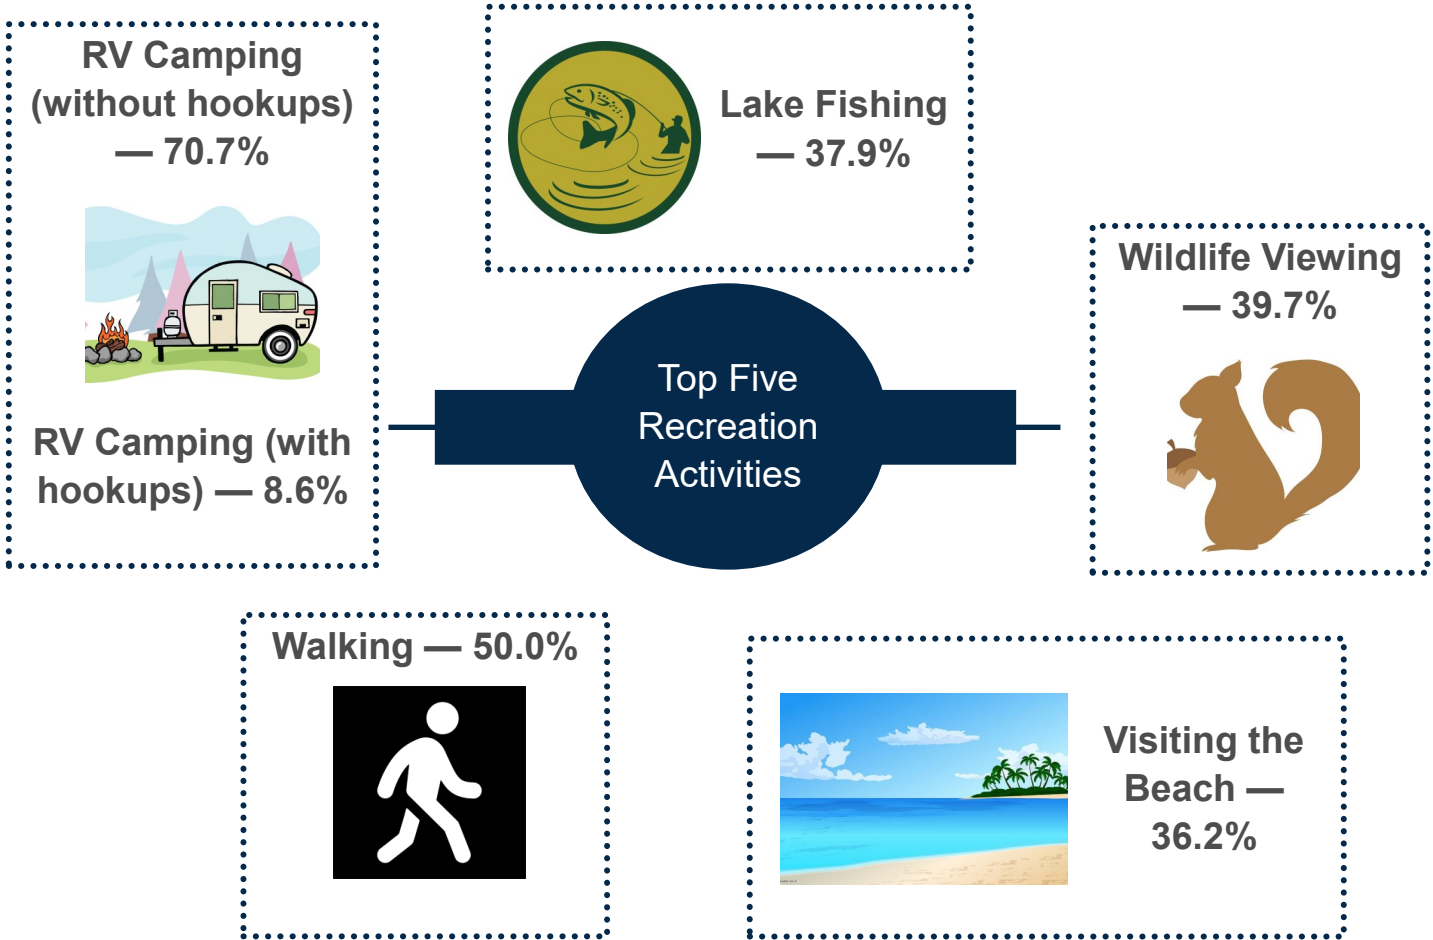 RV Camping
(without hookups)
— 70.7%
RV Camping (with
hookups) — 8.6%
Lake Fishing
— 37.9%
Wildlife Viewing
— 39.7%
Top Five
Recreation
Activities
Walking — 50.0%
Visiting the
Beach —
36.2%